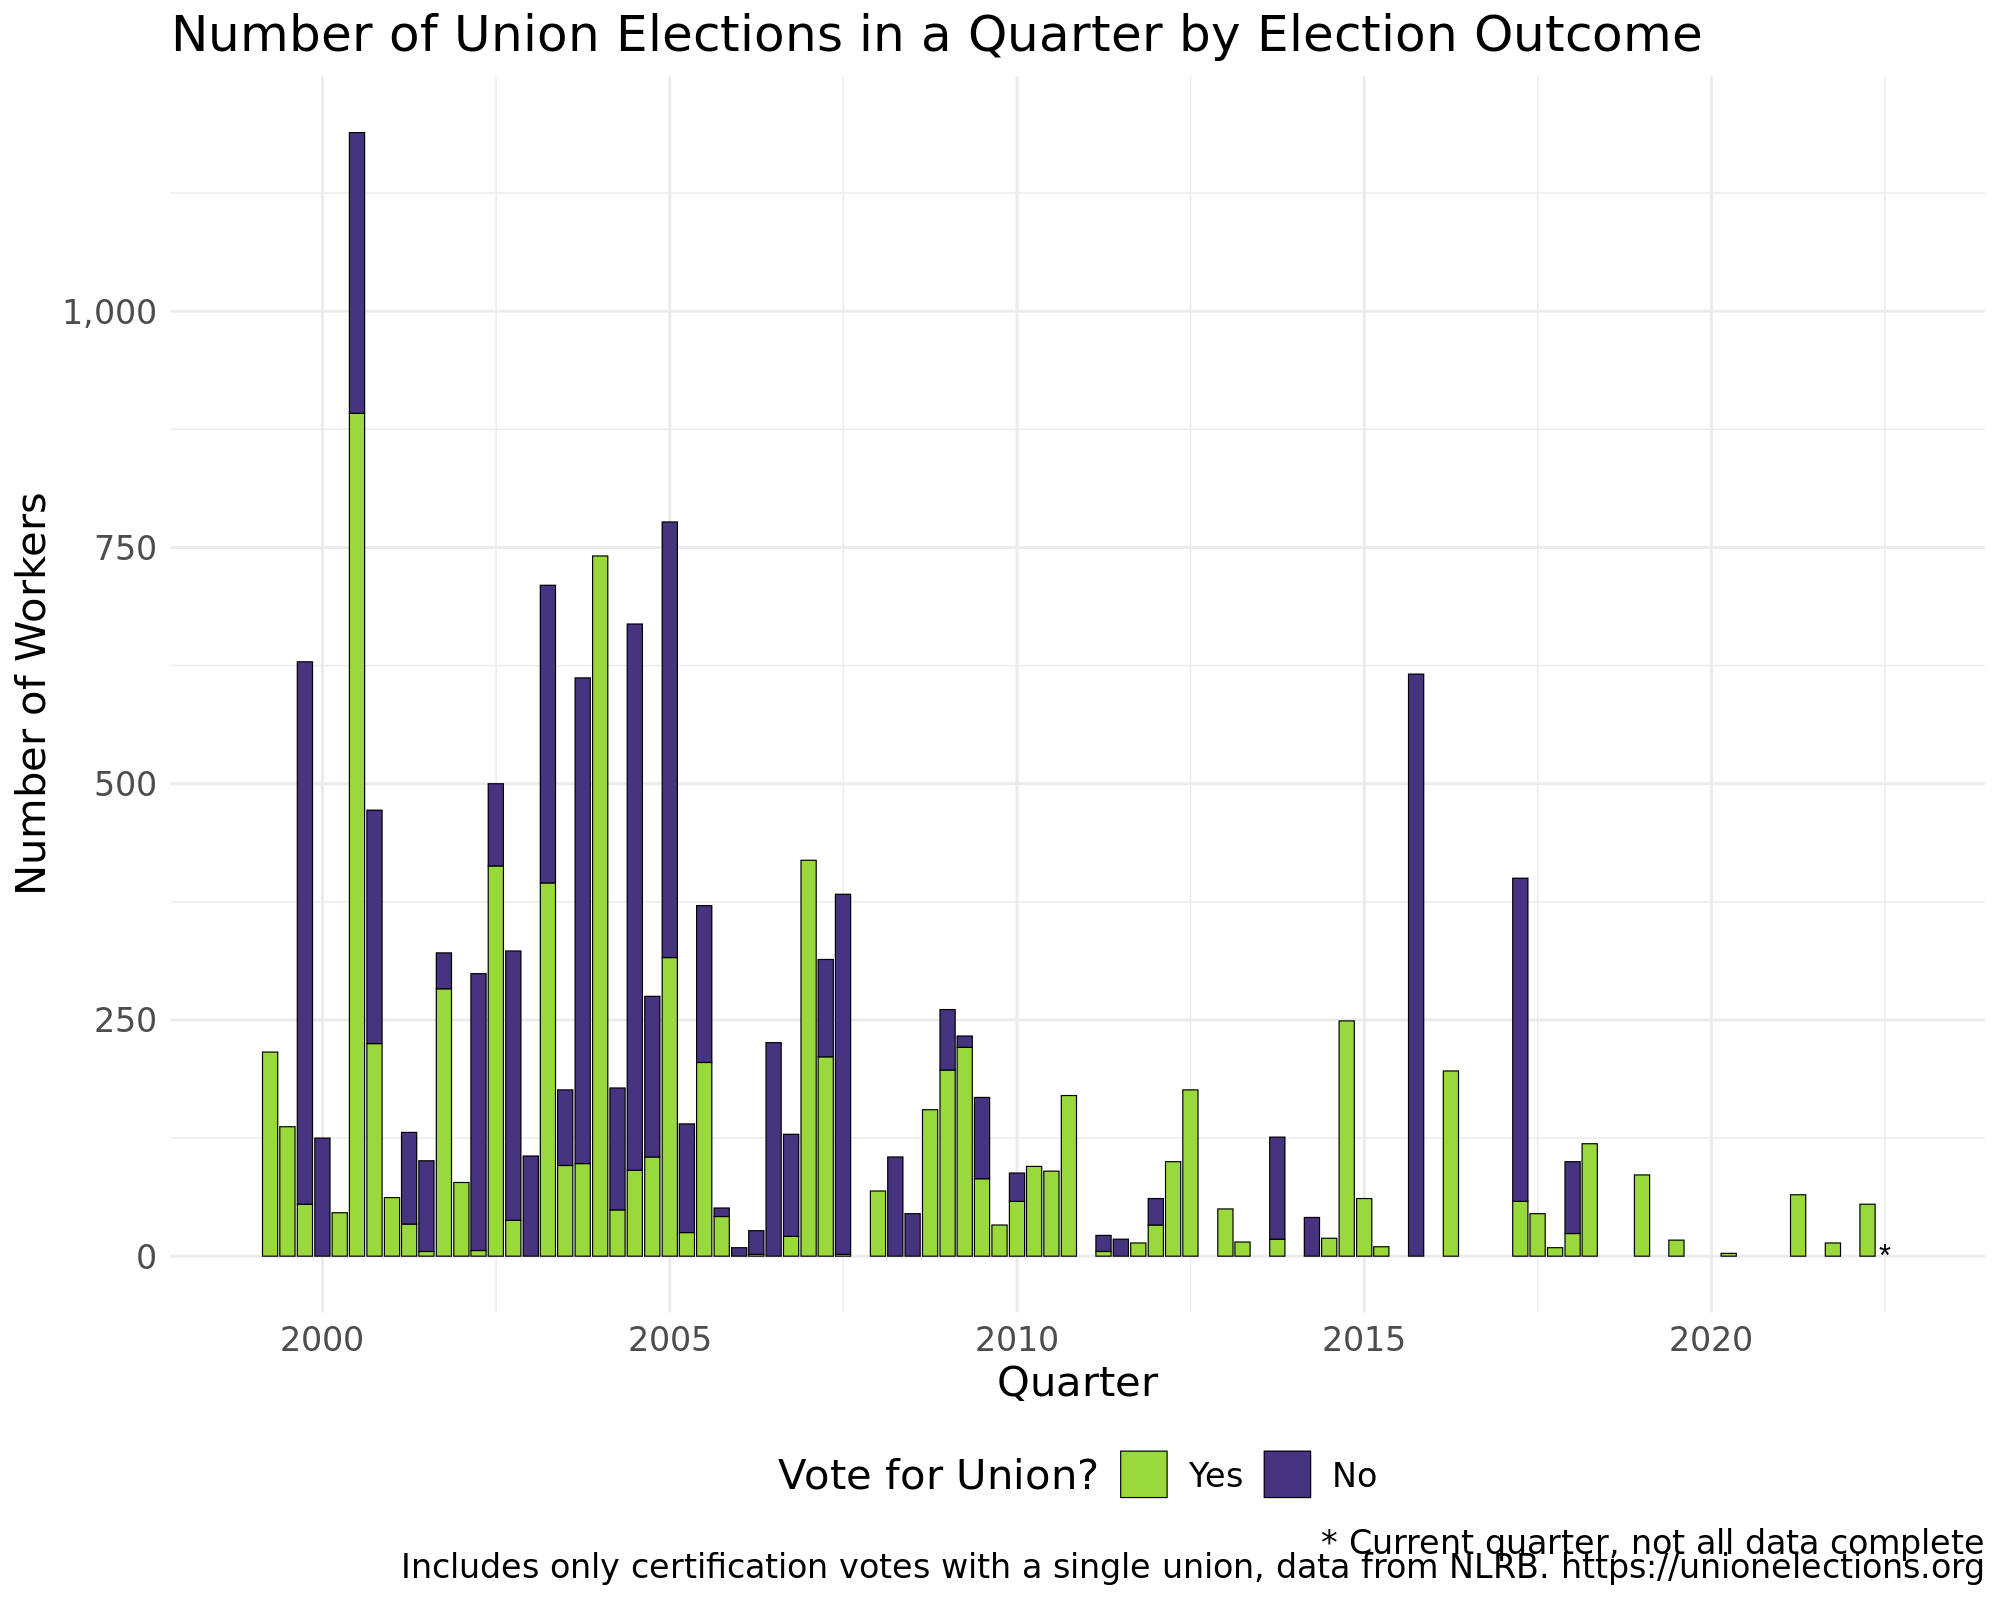 Number of Union Elections in a Quarter by Election Outcome
Number of Workers
1,000
750
500
250
0
*
2000 2005 2010 2015 2020
Quarter
Vote for Union? Yes No
* Current quarter, not all data complete
Includes only certification votes with a single union, data from NLRB. https://unionelections.org